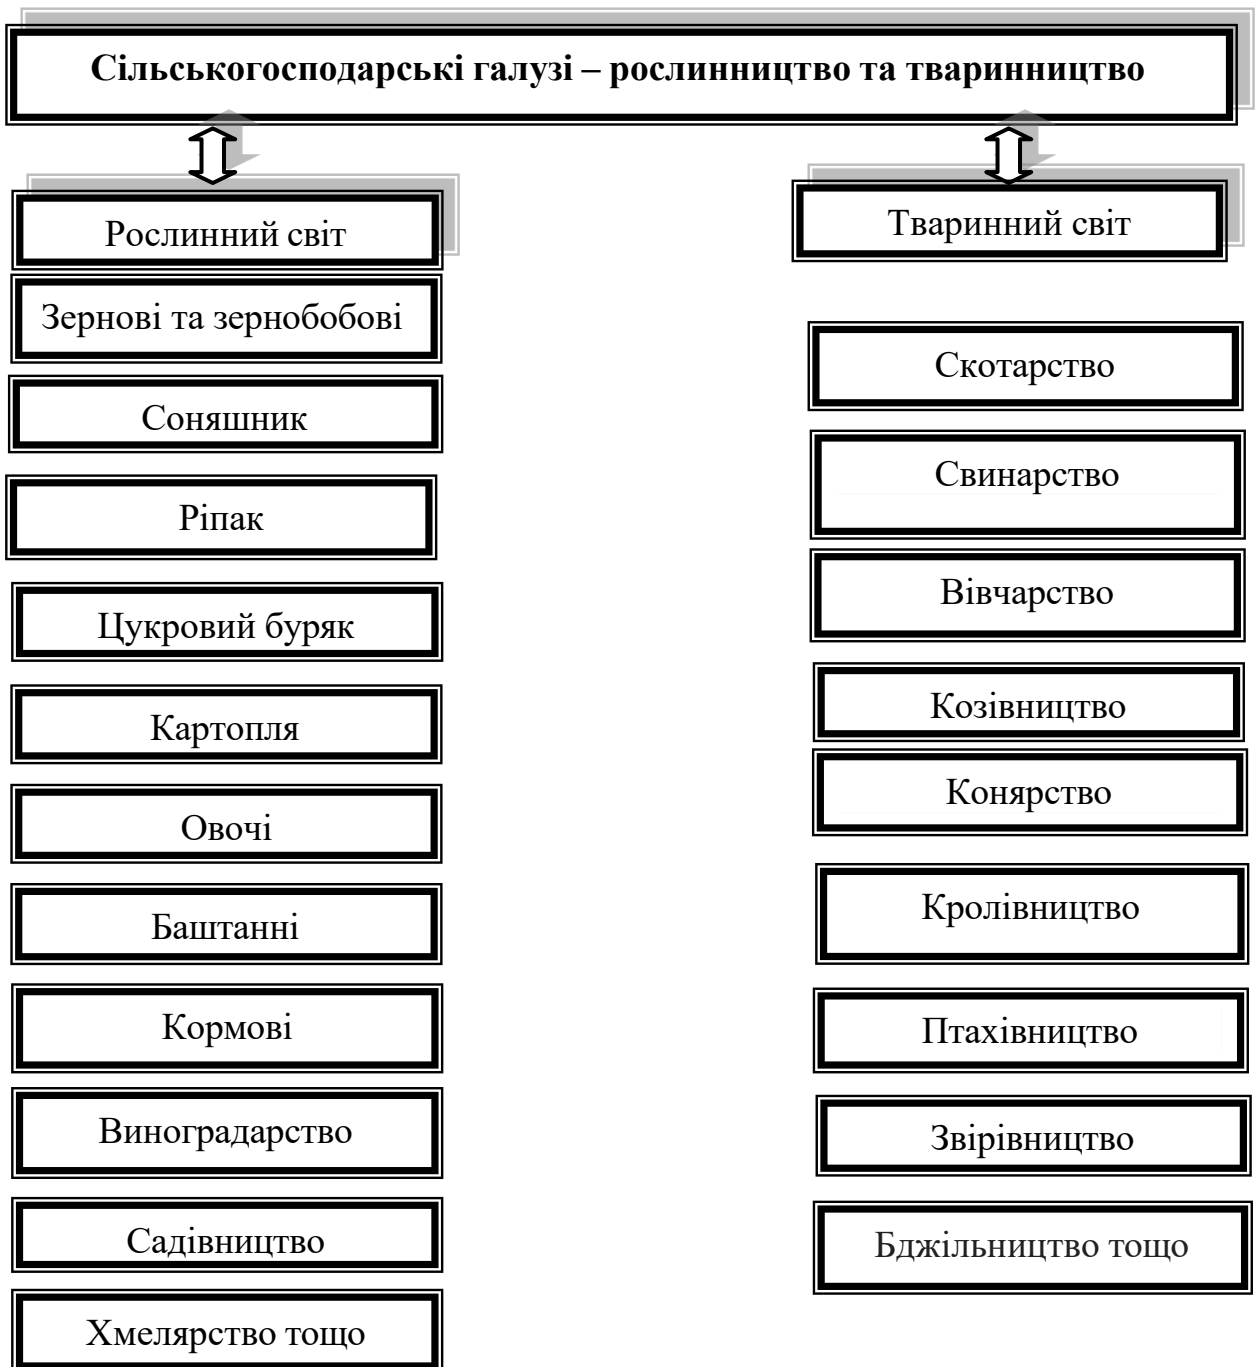 Сільськогосподарські галузі – рослинництво та тваринництво
Рослинний світ
Зернові та зернобобові
Соняшник
Ріпак
Цукровий буряк
Картопля
Овочі
Баштанні
Кормові
Виноградарство
Садівництво
Хмелярство тощо
Тваринний світ
Скотарство
Свинарство
Вівчарство
Козівництво
Конярство
Кролівництво
Птахівництво
Звірівництво
Бджільництво тощо